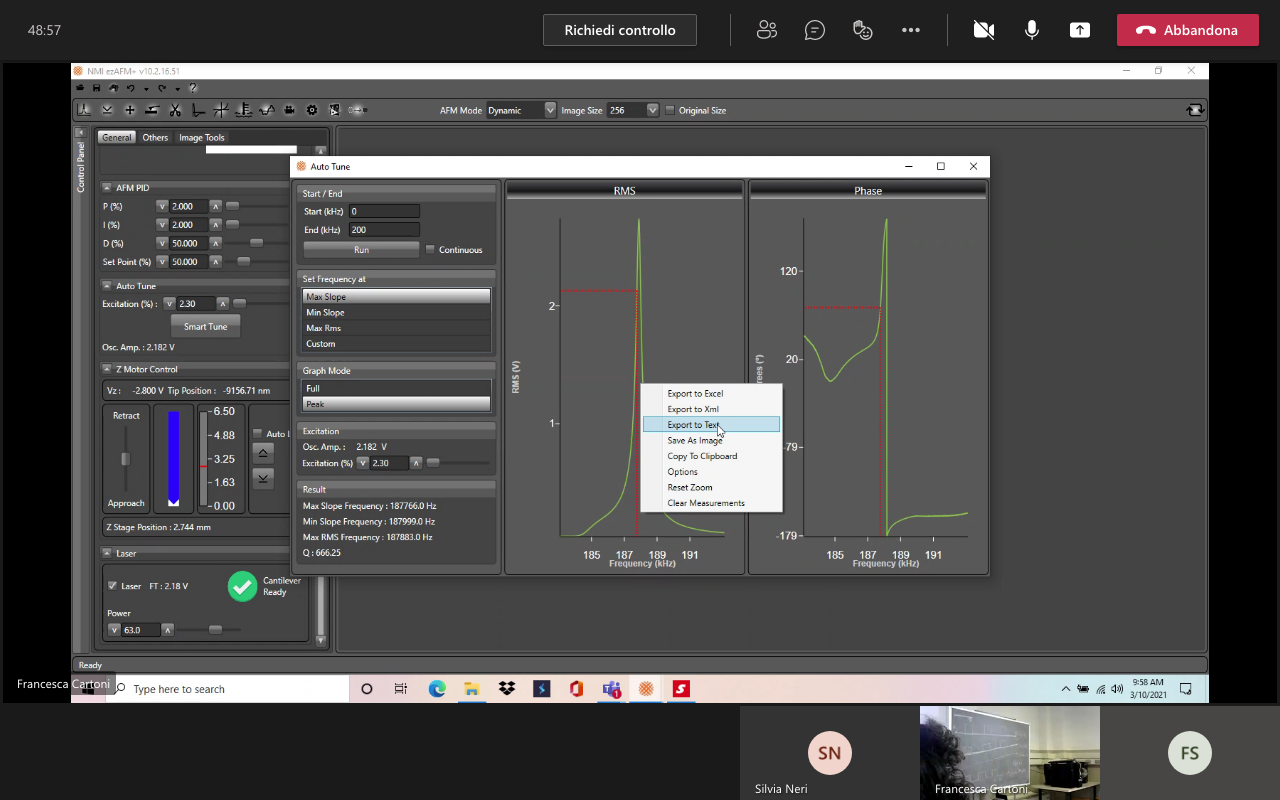 48:57
Richiedi controllo
Abbandona
NMI ezAFM+ v10.2.16.51
AFM Mode Dynamic Image Size 256 Original Size
Control Panel
General Others Image Tools
AFM PID
P (%) 2.000
I (%) 2.000
D (%) 50.000
Set Point (%) 50.000
Auto Tune
Excitation (%) : 2.30
Smart Tune
Osc. Amp. : 2.182 V
Z Motor Control
Vz : -2.800 V Tip Position : -9156.71 nm
Retract
Approach
6.50
4.88
3.25
1.63
0.00
Z Stage Position : 2.744 mm
Laser
Laser FT : 2.18 V
Cantilever
Ready
Power
63.0
Ready
Auto Tune
Start / End
Start (kHz) 0
End (kHz) 200
Run Continuous
Set Frequency at
Max Slope
Min Slope
Max Rms
Custom
Graph Mode
Full
Peak
Excitation
Osc. Amp. : 2.182 V
Excitation (%) 2.30
Result
Max Slope Frequency : 187766.0 Hz
Min Slope Frequency : 187999.0 Hz
Max RMS Frequency : 187883.0 Hz
Q : 666.25
RMS
RMS (V)
2
1
185 187 189 191
Frequency (kHz)
Export to Excel
Export to Xml
Export to Text
Save As Image
Copy To Clipboard
Options
Reset Zoom
Clear Measurements
Phase
120
20
-79
-179
185 187 189 191
Frequency (kHz)
Francesca Cartoni
Type here to search
9:58 AM
3/10/2021
SN
Silvia Neri
Francesca Cartoni
FS